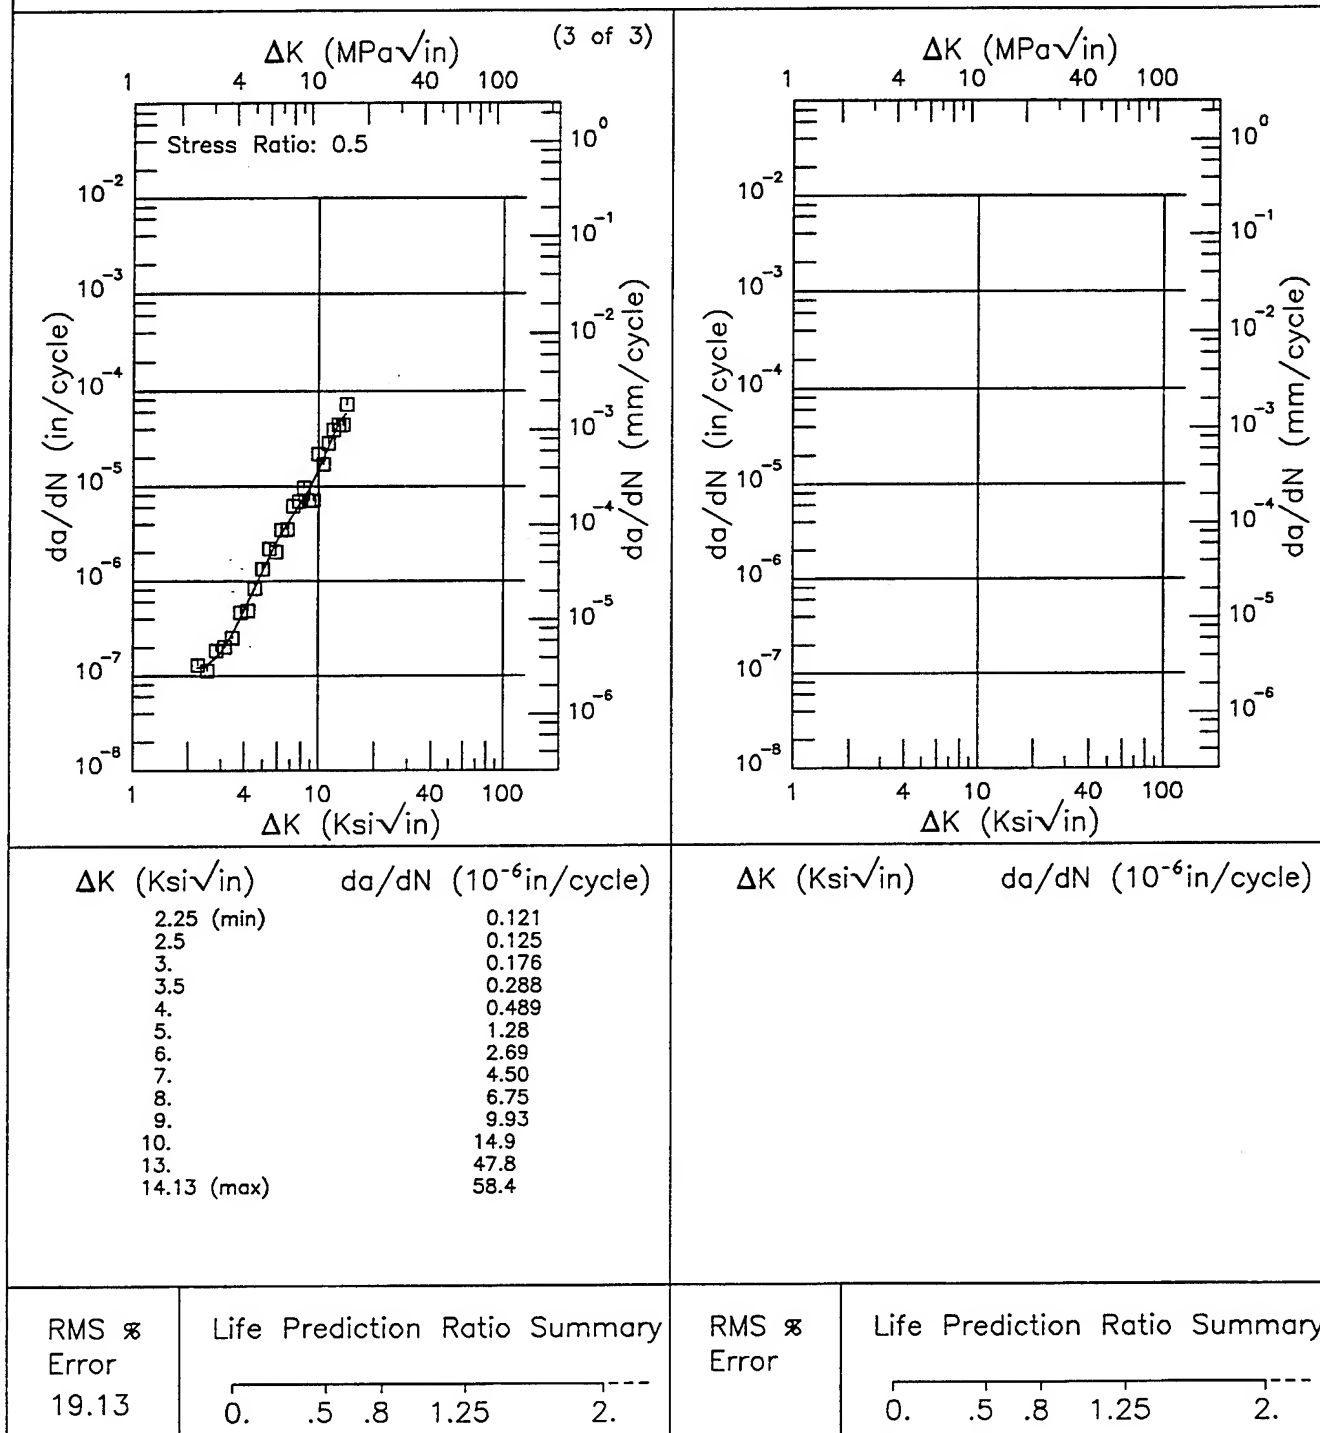 (3 of 3)
ΔK (MPa√in)
1 4 10 40 100
Stress Ratio: 0.5
da/dN (in/cycle)
10⁻²
10⁻³
10⁻⁴
10⁻⁵
10⁻⁶
10⁻⁷
10⁻⁸
10⁰
10⁻¹
10⁻²
10⁻³
10⁻⁴
10⁻⁵
10⁻⁶
da/dN (mm/cycle)
1 4 10 40 100
ΔK (Ksi√in)
ΔK (MPa√in)
1 4 10 40 100
da/dN (in/cycle)
10⁻²
10⁻³
10⁻⁴
10⁻⁵
10⁻⁶
10⁻⁷
10⁻⁸
10⁰
10⁻¹
10⁻²
10⁻³
10⁻⁴
10⁻⁵
10⁻⁶
da/dN (mm/cycle)
1 4 10 40 100
ΔK (Ksi√in)
ΔK (Ksi√in) da/dN (10⁻⁶in/cycle)
2.25 (min) 0.121
2.5 0.125
3. 0.176
3.5 0.288
4. 0.489
5. 1.28
6. 2.69
7. 4.50
8. 6.75
9. 9.93
10. 14.9
13. 47.8
14.13 (max) 58.4
ΔK (Ksi√in) da/dN (10⁻⁶in/cycle)
RMS %
Error
19.13
Life Prediction Ratio Summary
0. .5 .8 1.25 2.
RMS %
Error
Life Prediction Ratio Summary
0. .5 .8 1.25 2.